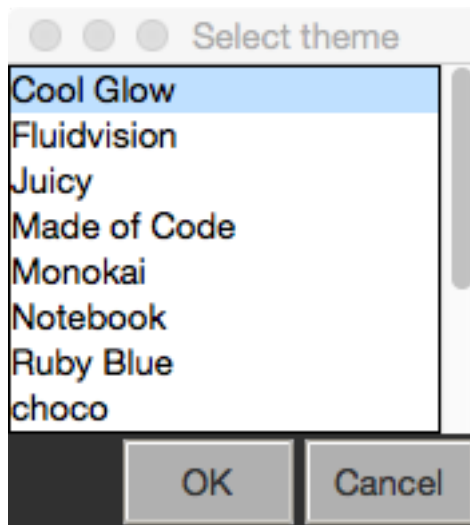 Select theme
Cool Glow
Fluidvision
Juicy
Made of Code
Monokai
Notebook
Ruby Blue
choco
OK Cancel